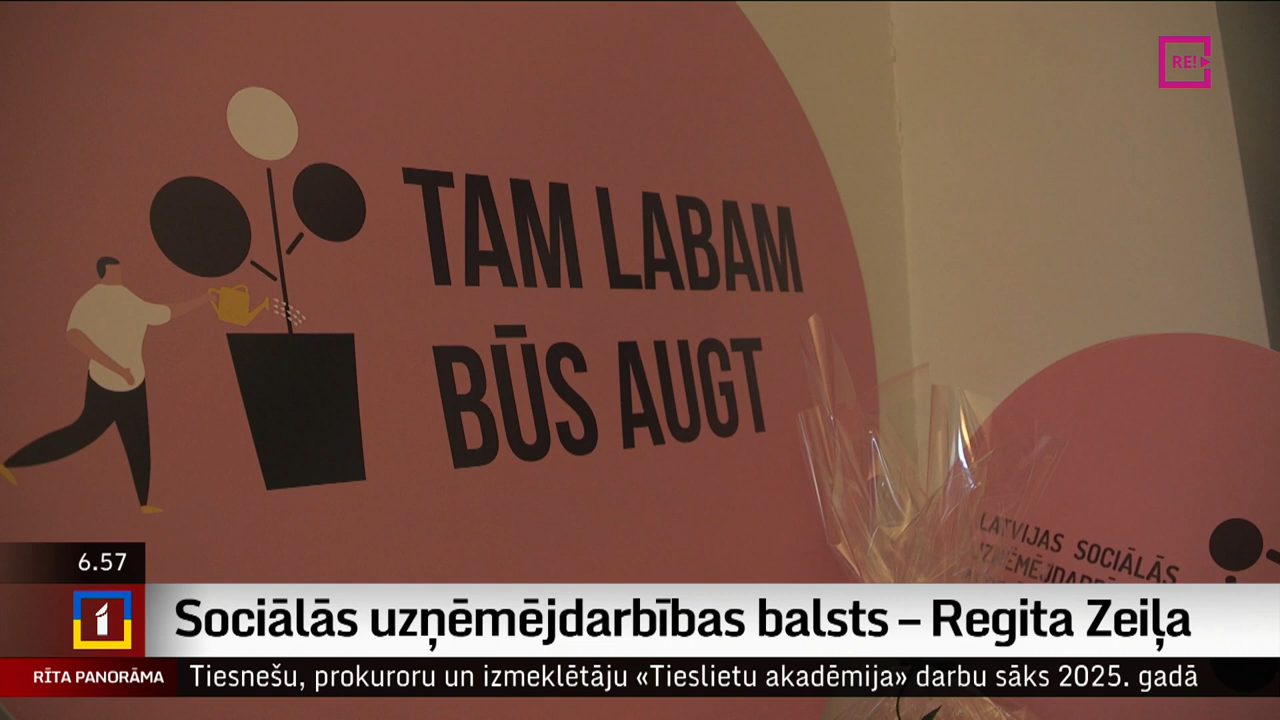 RE!
TAM LABAM
BŪS AUGT
LATVIJAS SOCIĀLĀS
6.57
1
Sociālās uzņēmējdarbības balsts – Regita Zeiļa
RĪTA PANORĀMA
Tiesnešu, prokuroru un izmeklētāju «Tieslietu akadēmija» darbu sāks 2025. gadā